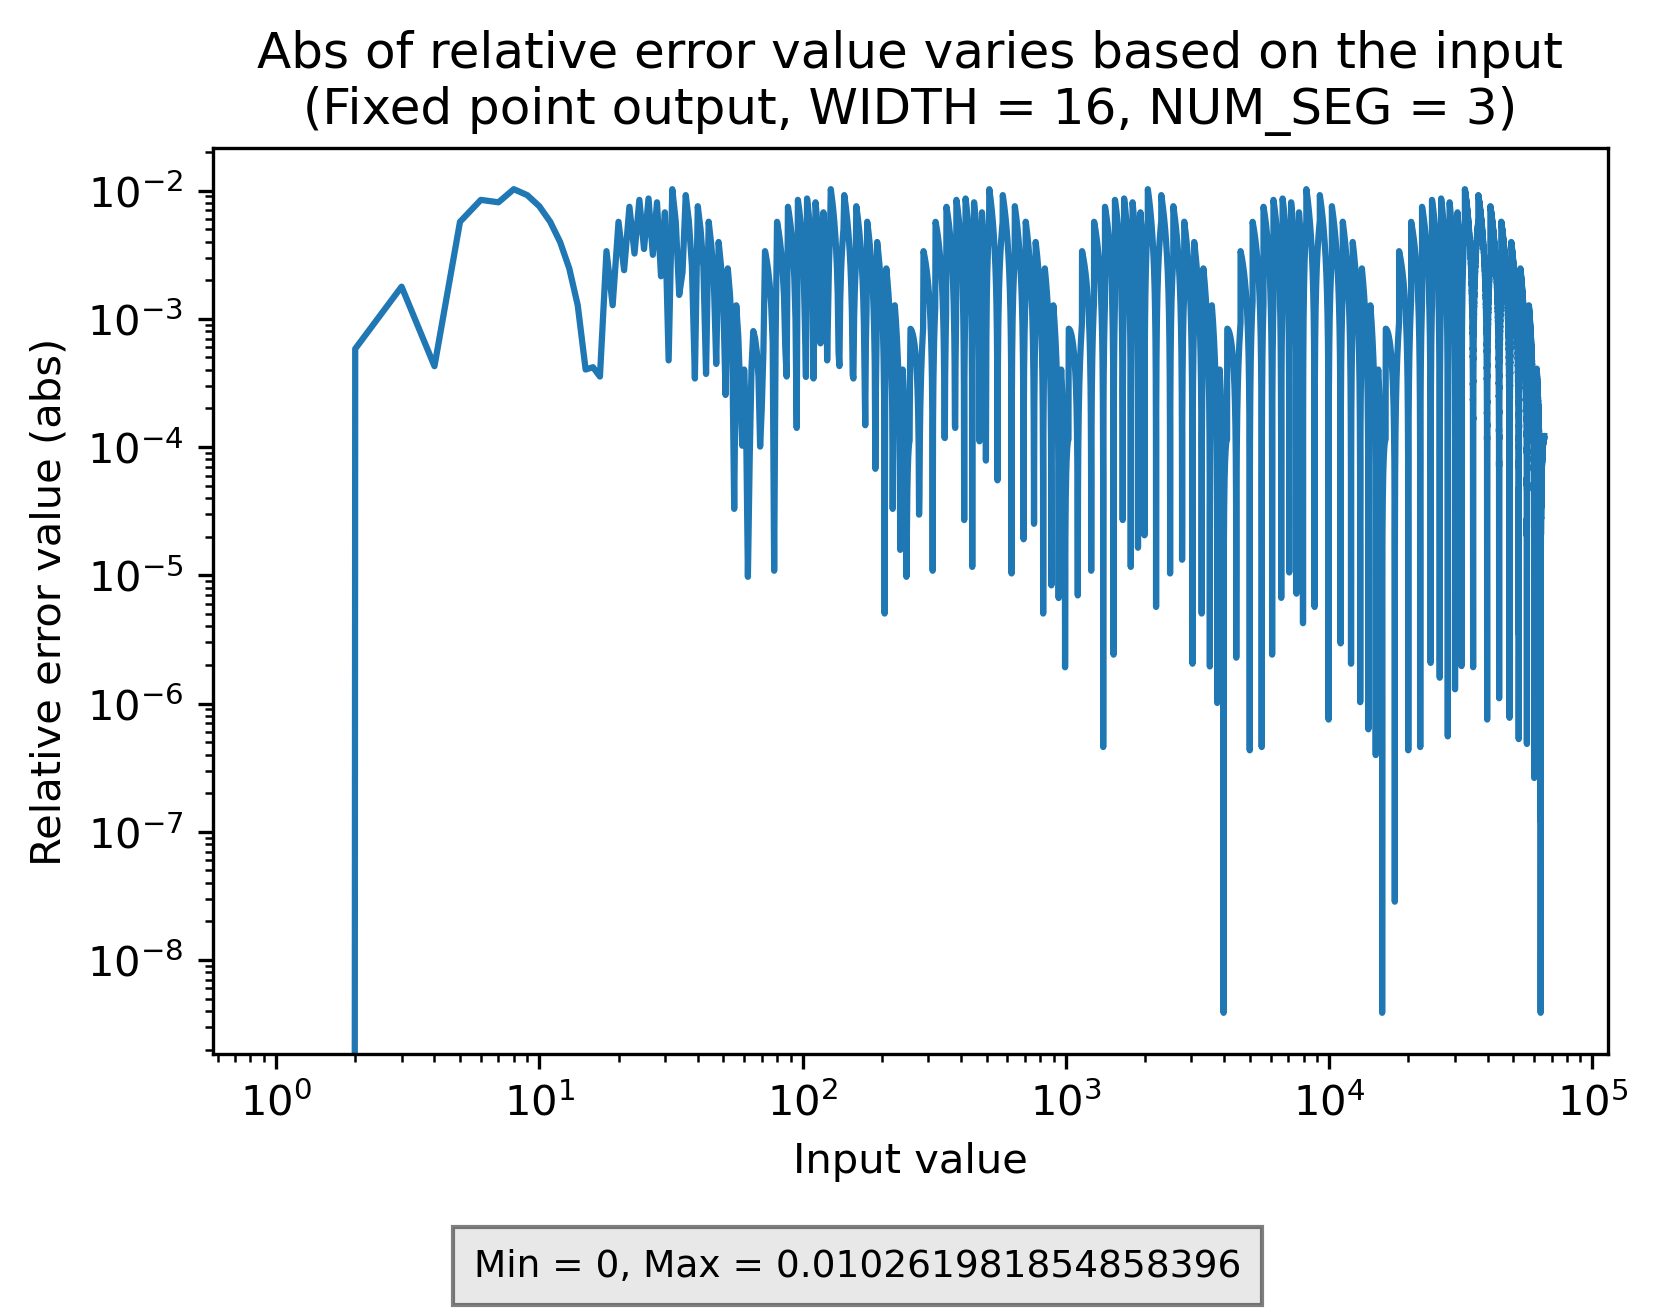 Abs of relative error value varies based on the input
(Fixed point output, WIDTH = 16, NUM_SEG = 3)
Relative error value (abs)
10⁻²
10⁻³
10⁻⁴
10⁻⁵
10⁻⁶
10⁻⁷
10⁻⁸
10⁰ 10¹ 10² 10³ 10⁴ 10⁵
Input value
Min = 0, Max = 0.010261981854858396